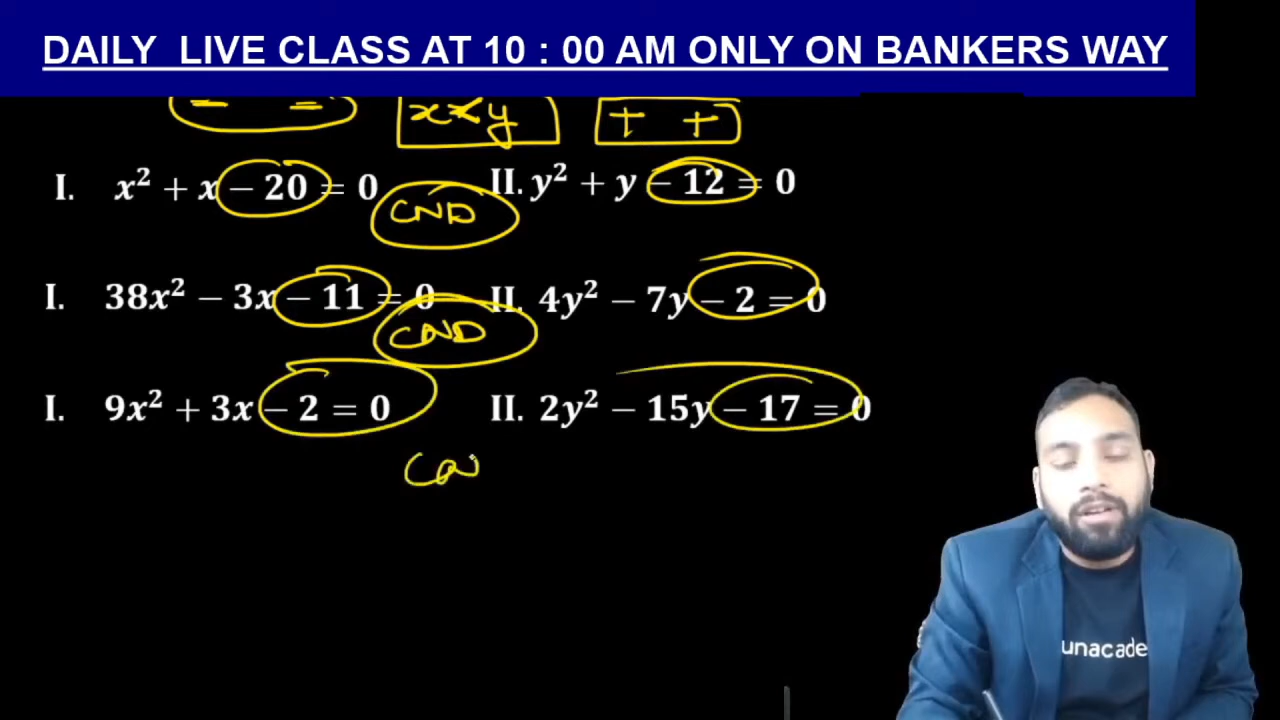 DAILY LIVE CLASS AT 10 : 00 AM ONLY ON BANKERS WAY
x < y + +
I. x² + x − 20 = 0 II. y² + y − 12 = 0
CND
I. 38x² − 3x − 11 = 0 II. 4y² − 7y − 2 = 0
CND
I. 9x² + 3x − 2 = 0 II. 2y² − 15y − 17 = 0
unacade